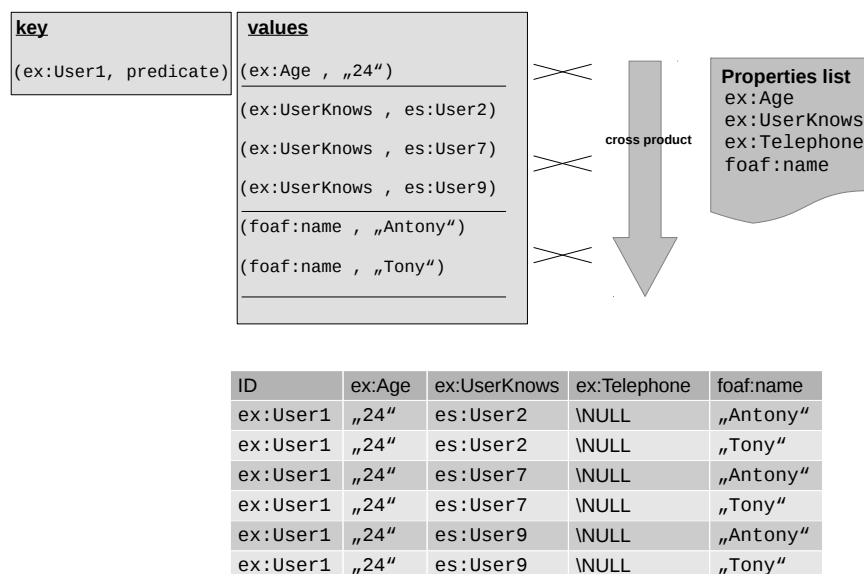 key
(ex:User1, predicate)
values
(ex:Age , „24“)
(ex:UserKnows , es:User2)
(ex:UserKnows , es:User7)
(ex:UserKnows , es:User9)
(foaf:name , „Antony“)
(foaf:name , „Tony“)
cross product
Properties list
ex:Age
ex:UserKnows
ex:Telephone
foaf:name
ID ex:Age ex:UserKnows ex:Telephone foaf:name
ex:User1 „24“ es:User2 \NULL „Antony“
ex:User1 „24“ es:User2 \NULL „Tony“
ex:User1 „24“ es:User7 \NULL „Antony“
ex:User1 „24“ es:User7 \NULL „Tony“
ex:User1 „24“ es:User9 \NULL „Antony“
ex:User1 „24“ es:User9 \NULL „Tony“